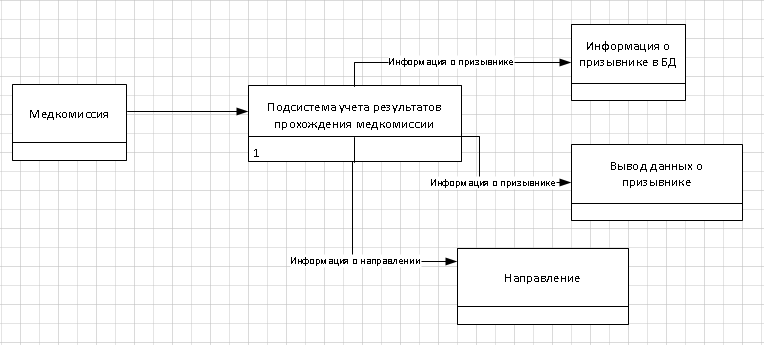 Информация о
призывнике в БД
Информация о призывнике
Медкомиссия
Подсистема учета результатов
прохождения медкомиссии
1
Информация о призывнике
Вывод данных о
призывнике
Информация о направлении
Направление